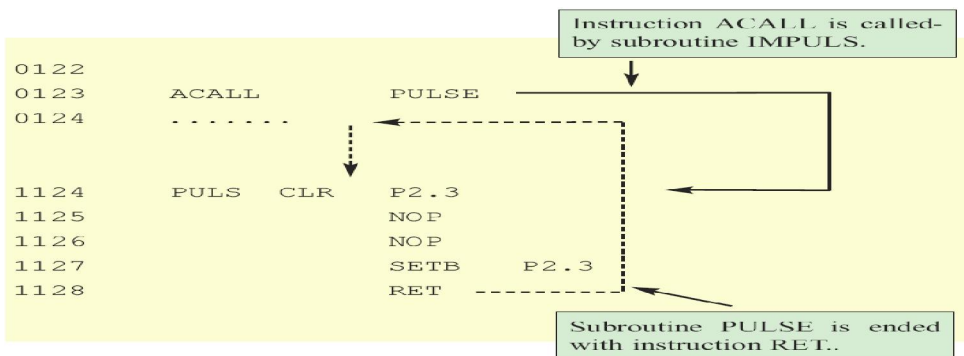 Instruction ACALL is called-
by subroutine IMPULS.
0122
0123 ACALL PULSE
0124 .......
1124 PULS CLR P2.3
1125 NOP
1126 NOP
1127 SETB P2.3
1128 RET
Subroutine PULSE is ended
with instruction RET..